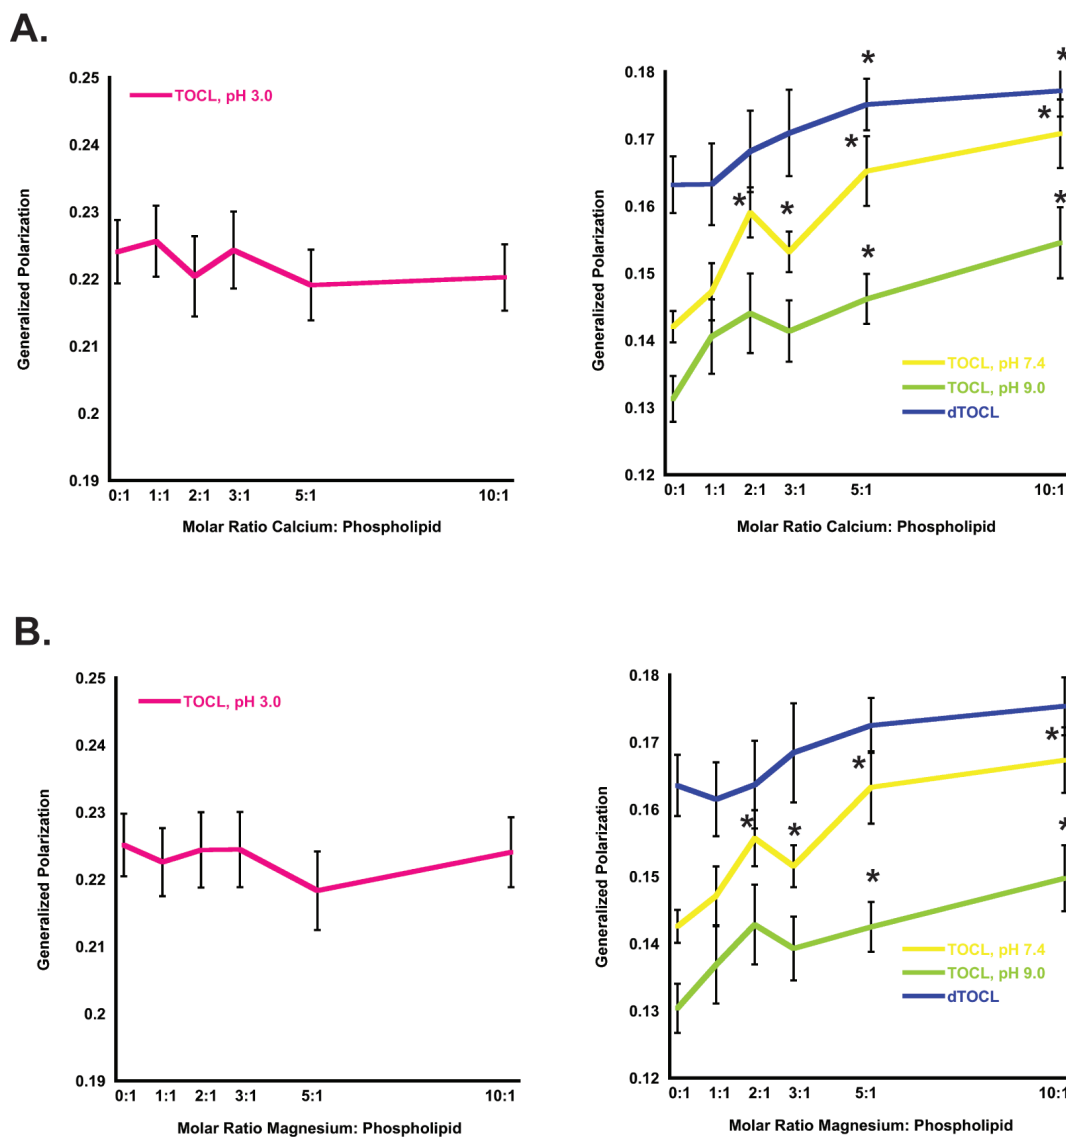 A.
0.25
0.24
0.23
0.22
0.21
0.2
0.19
Generalized Polarization
TOCL, pH 3.0
0:1 1:1 2:1 3:1 5:1 10:1
Molar Ratio Calcium: Phospholipid
0.18
0.17
0.16
0.15
0.14
0.13
0.12
Generalized Polarization
* * * * * * * *
TOCL, pH 7.4
TOCL, pH 9.0
dTOCL
0:1 1:1 2:1 3:1 5:1 10:1
Molar Ratio Calcium: Phospholipid
B.
0.25
0.24
0.23
0.22
0.21
0.2
0.19
Generalized Polarization
TOCL, pH 3.0
0:1 1:1 2:1 3:1 5:1 10:1
Molar Ratio Magnesium: Phospholipid
0.18
0.17
0.16
0.15
0.14
0.13
0.12
Generalized Polarization
* * * * * *
TOCL, pH 7.4
TOCL, pH 9.0
dTOCL
0:1 1:1 2:1 3:1 5:1 10:1
Molar Ratio Magnesium: Phospholipid